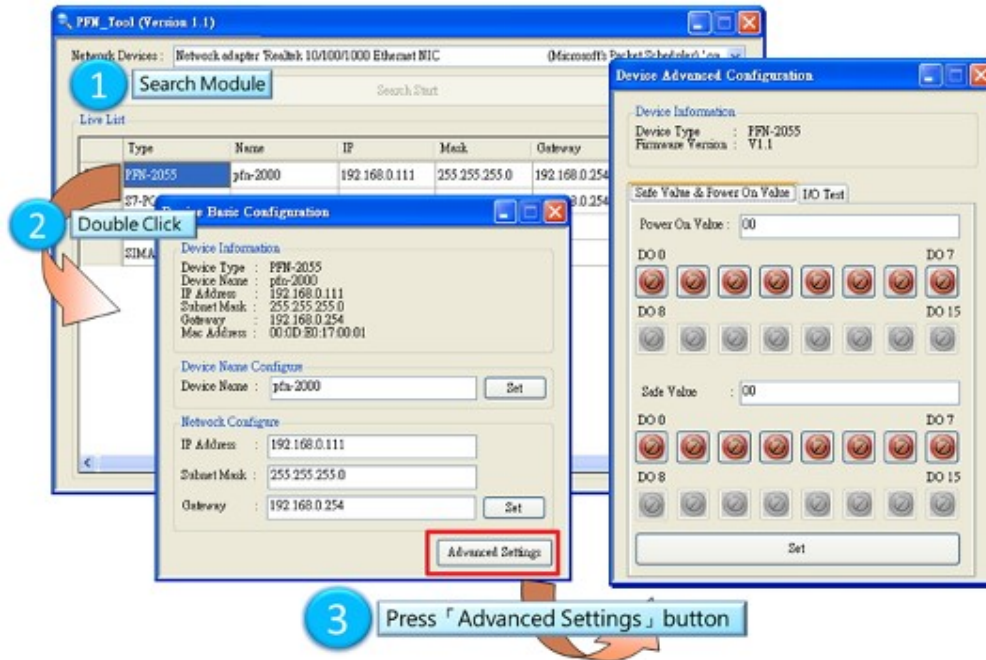 PFN_Tool (Version 1.1)
Network Devices : Network adapter 'Realtek 10/100/1000 Ethernet NIC (Microsoft's Packet Scheduler) ' on
1 Search Module
Search Start
Live List
Type Name IP Mask Gateway
PFN-2055 pfn-2000 192.168.0.111 255.255.255.0 192.168.0.254
2 Double Click
Device Basic Configuration
Device Information
Device Type : PFN-2055
Device Name : pfn-2000
IP Address : 192.168.0.111
Subnet Mask : 255.255.255.0
Gateway : 192.168.0.254
Mac Address : 00:0D:E0:17:00:01
Device Name Configure
Device Name : pfn-2000 Set
Network Configure
IP Address : 192.168.0.111
Subnet Mask : 255.255.255.0
Gateway : 192.168.0.254 Set
Advanced Settings
3 Press「Advanced Settings」button
Device Advanced Configuration
Device Information
Device Type : PFN-2055
Firmware Version : V1.1
Safe Value & Power On Value I/O Test
Power On Value : 00
DO 0 DO 7
DO 8 DO 15
Safe Value : 00
DO 0 DO 7
DO 8 DO 15
Set